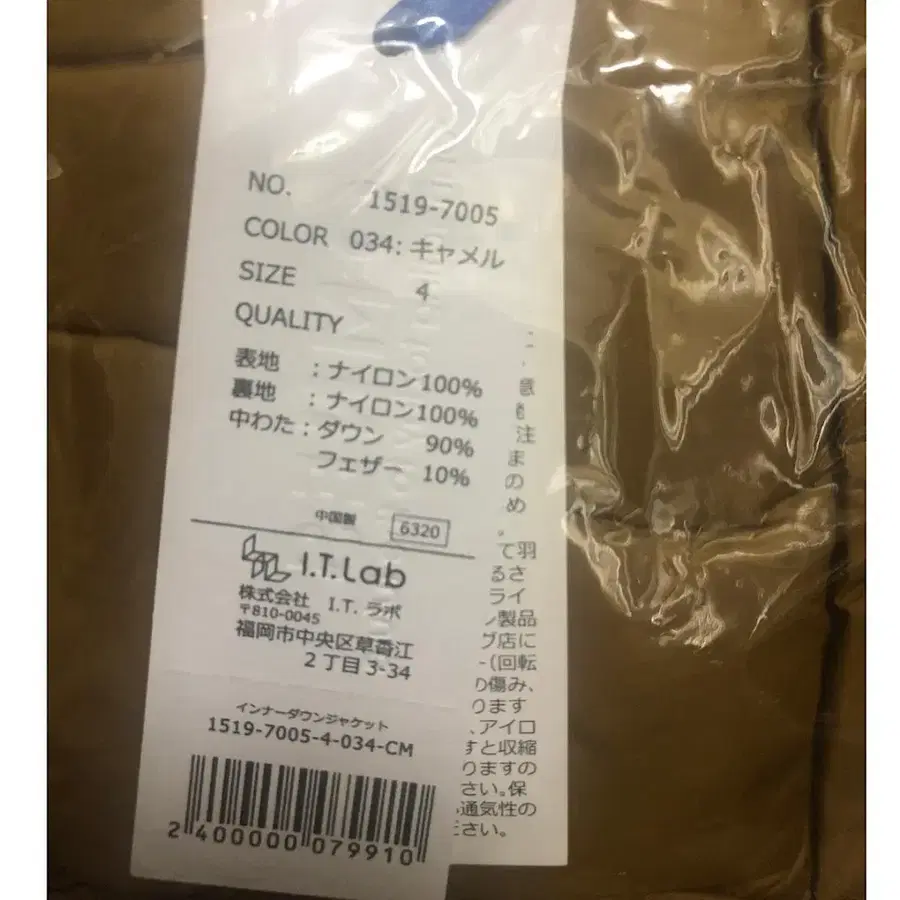 NO. 1519-7005
COLOR 034: キャメル
SIZE 4
QUALITY
表地 : ナイロン100%
裏地 : ナイロン100%
中わた : ダウン 90%
フェザー 10%
中国製 6320
I.T.Lab
株式会社 I.T. ラボ
〒810-0045
福岡市中央区草香江
2丁目3-34
インナーダウンジャケット
1519-7005-4-034-CM
2400000079910
注
ま
の
め
。
て羽
るさ
ライ
製品
グ店に
(回転
り傷み、
ります
、アイロ
すと収縮
りますの
さい。保
通気性の
ださい。